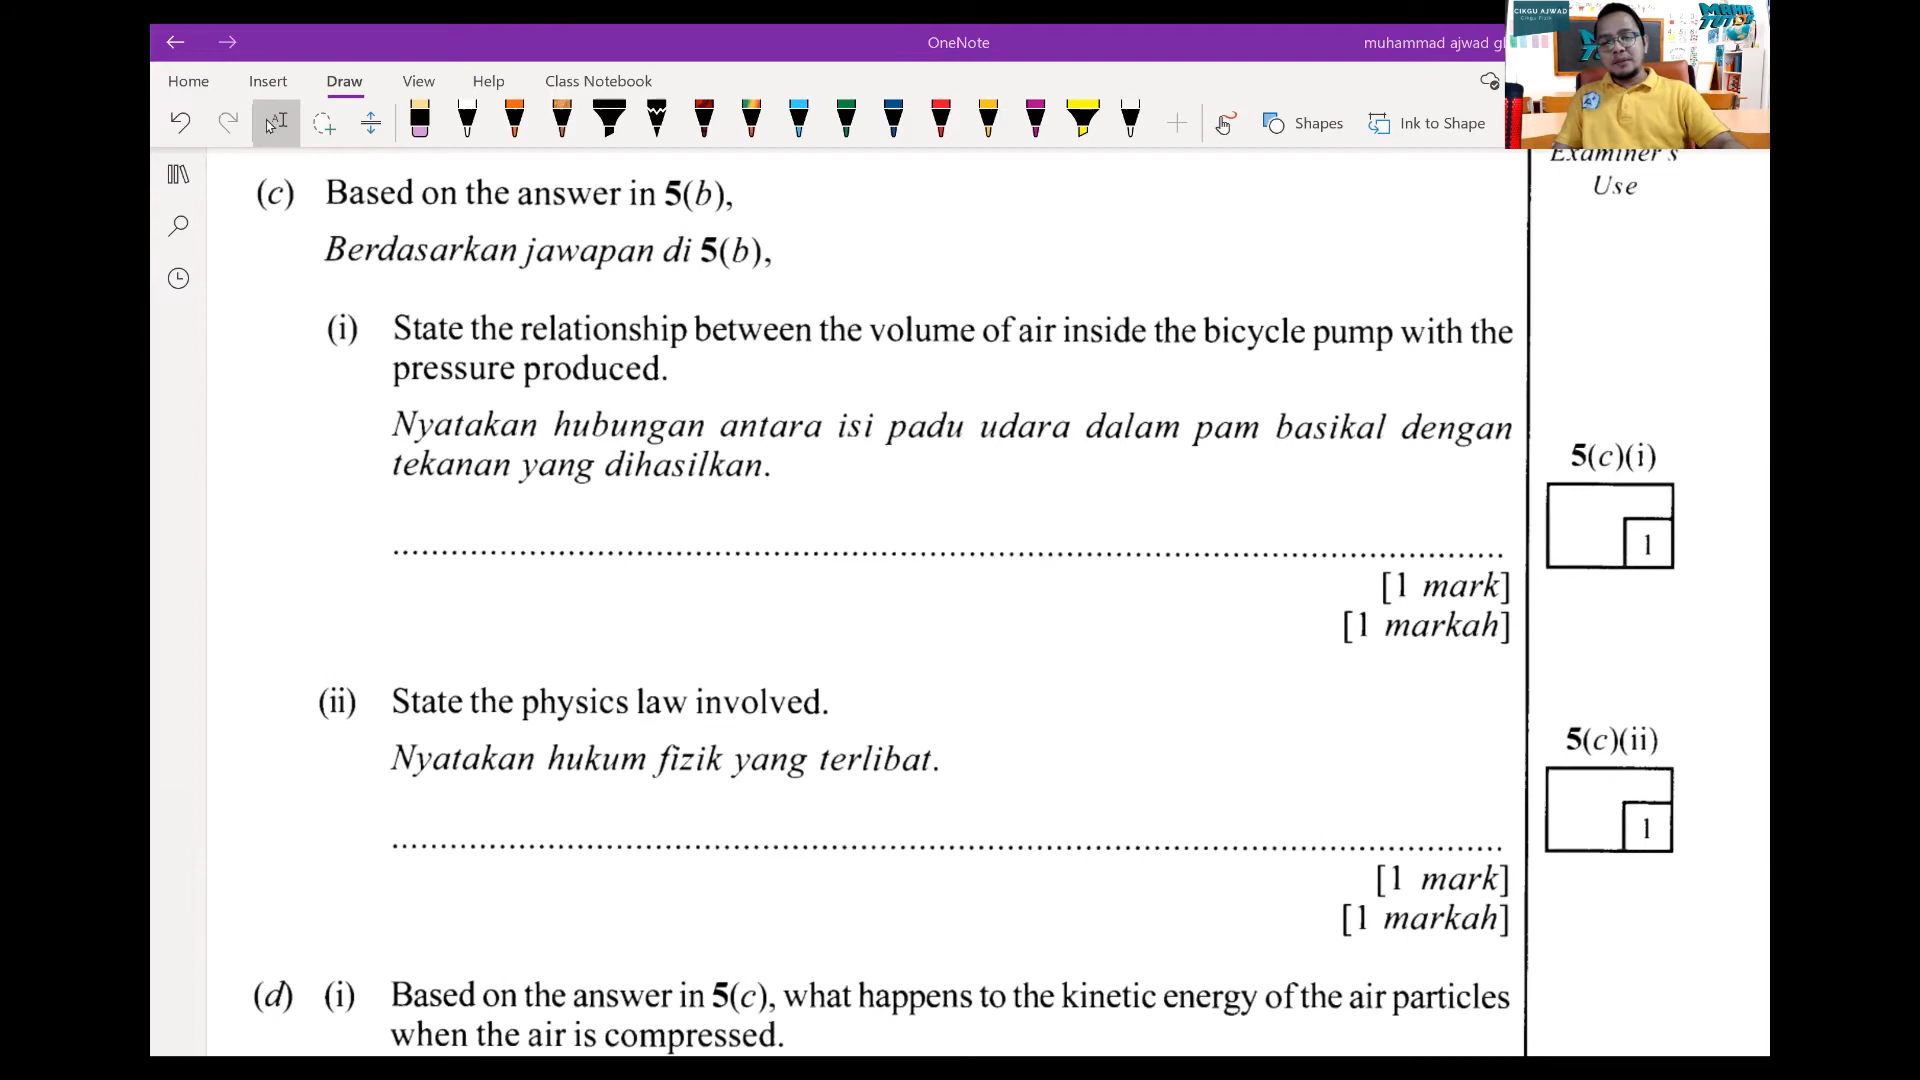 OneNote
muhammad ajwad gl
CIKGU AJWAD
Cikgu Fizik
Home
Insert
Draw
View
Help
Class Notebook
Shapes
Ink to Shape
Examiner's
Use
(c) Based on the answer in 5(b),
Berdasarkan jawapan di 5(b),
(i) State the relationship between the volume of air inside the bicycle pump with the
pressure produced.
Nyatakan hubungan antara isi padu udara dalam pam basikal dengan
tekanan yang dihasilkan.
5(c)(i)
1
[1 mark]
[1 markah]
(ii) State the physics law involved.
Nyatakan hukum fizik yang terlibat.
5(c)(ii)
1
[1 mark]
[1 markah]
(d) (i) Based on the answer in 5(c), what happens to the kinetic energy of the air particles
when the air is compressed.